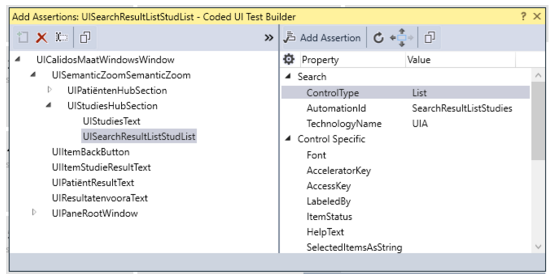 Add Assertions: UISearchResultListStudList - Coded UI Test Builder ? ×
» Add Assertion
UICalidosMaatWindowsWindow
UISemanticZoomSemanticZoom
UIPatiëntenHubSection
UIStudiesHubSection
UIStudiesText
UISearchResultListStudList
UIItemBackButton
UIItemStudieResultText
UIPatiëntResultText
UIResultatenvooraText
UIPaneRootWindow
Property Value
Search
ControlType List
AutomationId SearchResultListStudies
TechnologyName UIA
Control Specific
Font
AcceleratorKey
AccessKey
LabeledBy
ItemStatus
HelpText
SelectedItemsAsString